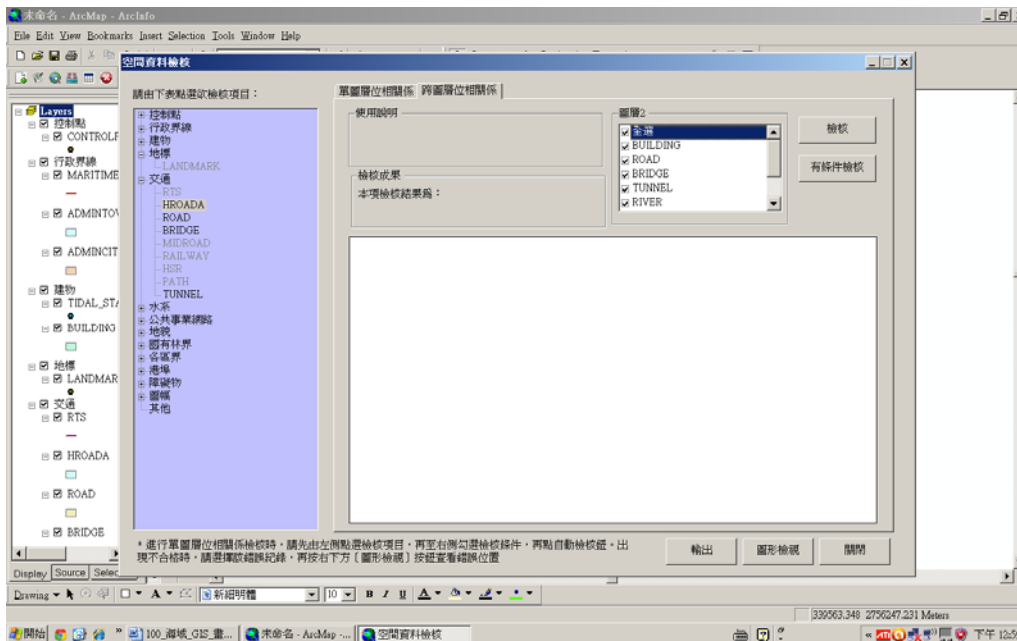 未命名 - ArcMap - ArcInfo
File Edit View Bookmarks Insert Selection Tools Window Help
空間資料檢核
Layers
控制點
CONTROLP
行政界線
MARITIME
ADMINTOV
ADMINCIT
建物
TIDAL_STA
BUILDING
地標
LANDMAR
交通
RTS
HROADA
ROAD
BRIDGE
Display Source Selec
請由下表點選欲檢核項目：
控制點
行政界線
建物
地標
LANDMARK
交通
RTS
HROADA
ROAD
BRIDGE
MIDROAD
RAILWAY
HSR
PATH
TUNNEL
水系
公共事業網路
地貌
國有林界
各區界
港埠
障礙物
圖幅
其他
單圖層位相關係 跨圖層位相關係
使用說明
檢核成果
本項檢核結果為：
圖層2
全選
BUILDING
ROAD
BRIDGE
TUNNEL
RIVER
檢核
有條件檢核
* 進行單圖層位相關係檢核時，請先由左側點選檢核項目，再至右側勾選檢核條件，再點自動檢核鈕。出
現不合格時，請選擇該錯誤紀錄，再按右下方〔圖形檢視〕按鈕查看錯誤位置
輸出 圖形檢視 關閉
Drawing A 新細明體 10 B I U A
339563.348 2756247.231 Meters
開始 100_海域_GIS_畫... 未命名 - ArcMap -... 空間資料檢核 下午 12:5